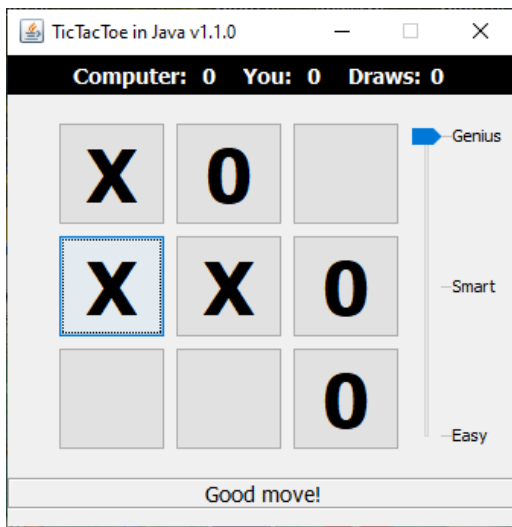 TicTacToe in Java v1.1.0
Computer: 0 You: 0 Draws: 0
X 0
Genius
X X 0
Smart
0
Easy
Good move!